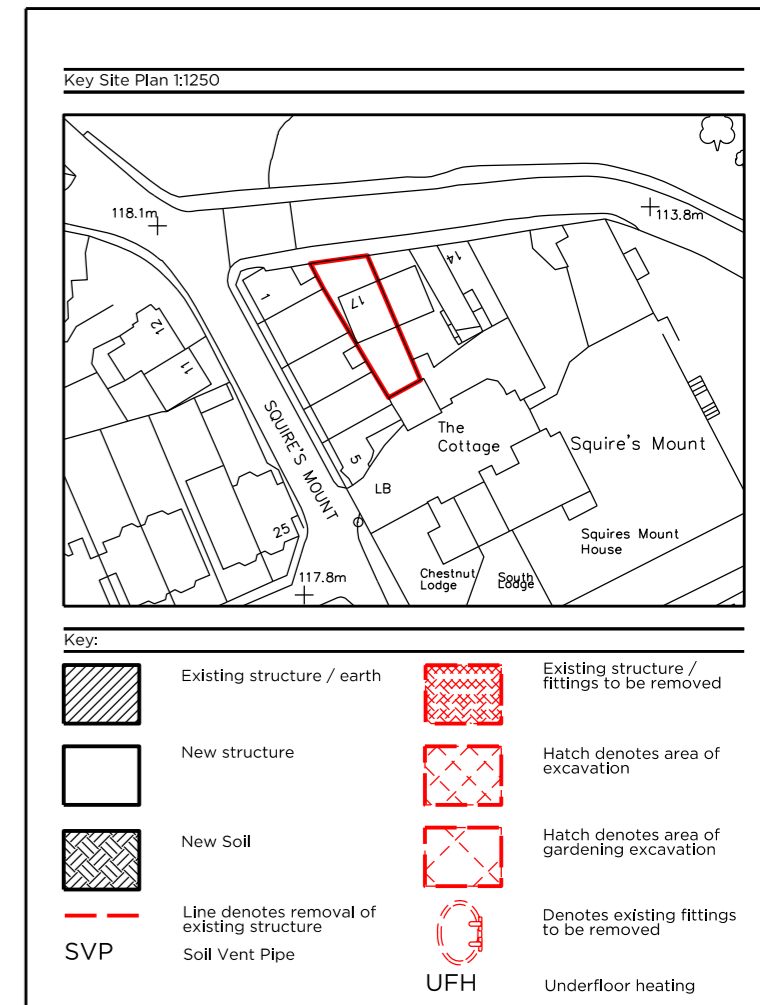 Key Site Plan 1:1250
118.1m
113.8m
1
17
14
12
11
SQUIRE'S MOUNT
The
Cottage
Squire's Mount
5
LB
25
Squires Mount
House
Chestnut
Lodge
South
Lodge
117.8m
Key:
Existing structure / earth
Existing structure /
fittings to be removed
New structure
Hatch denotes area of
excavation
New Soil
Hatch denotes area of
gardening excavation
Line denotes removal of
existing structure
Denotes existing fittings
to be removed
SVP
Soil Vent Pipe
UFH
Underfloor heating